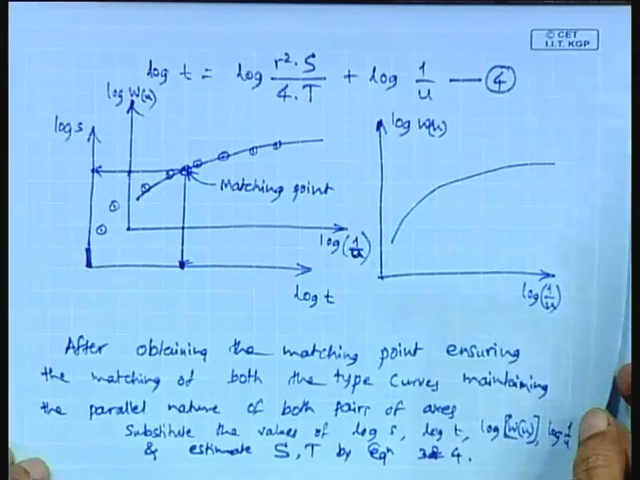 © CET
I.I.T. KGP
log t = log r²·S / 4·T + log 1/u — ④
log W(u)
log s
Matching point
log (1/u)
log t
log W(u)
log (1/u)
After obtaining the matching point ensuring
the matching of both the type curves maintaining
the parallel nature of both pairs of axes
Substitute the values of log s, log t, log [W(u)], log 1/u
& estimate S, T by Eqn 3 & 4.